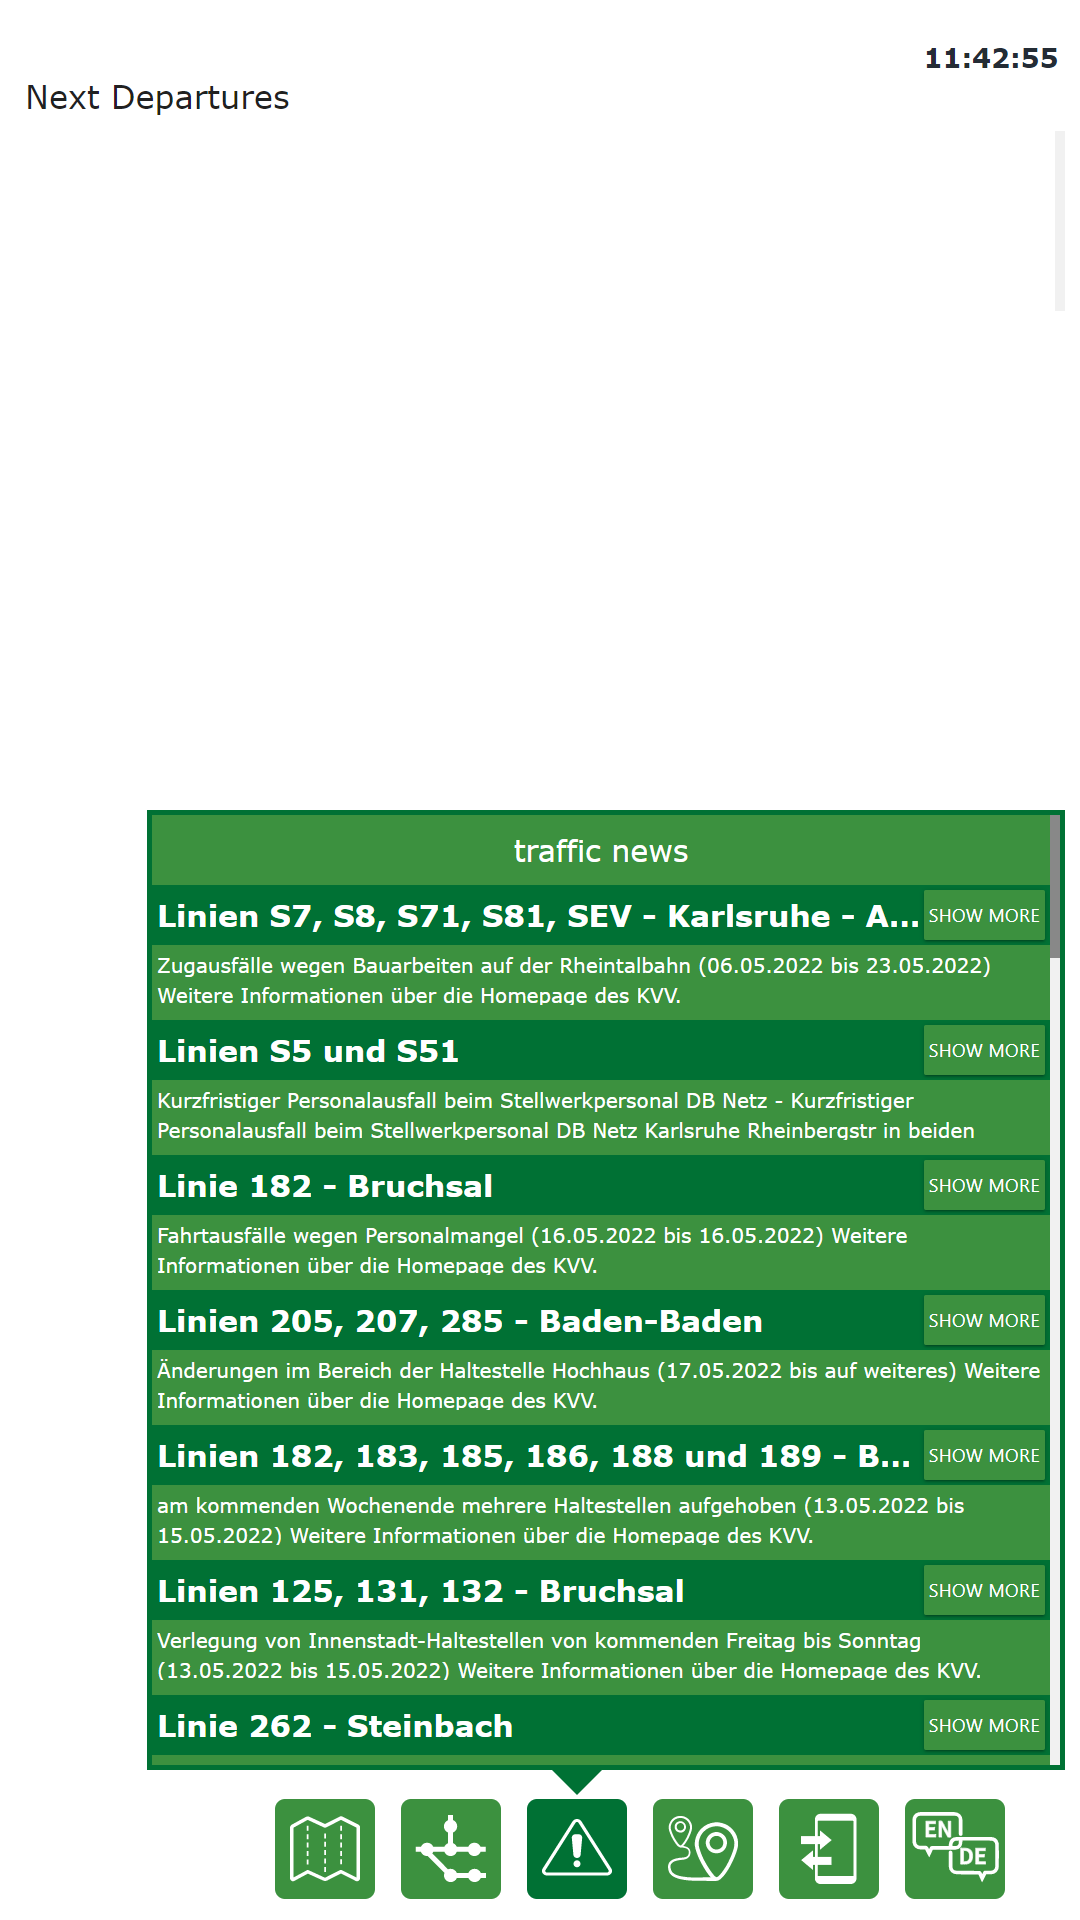 11:42:55
Next Departures
traffic news
Linien S7, S8, S71, S81, SEV - Karlsruhe - A... SHOW MORE
Zugausfälle wegen Bauarbeiten auf der Rheintalbahn (06.05.2022 bis 23.05.2022)
Weitere Informationen über die Homepage des KVV.
Linien S5 und S51 SHOW MORE
Kurzfristiger Personalausfall beim Stellwerkpersonal DB Netz - Kurzfristiger
Personalausfall beim Stellwerkpersonal DB Netz Karlsruhe Rheinbergstr in beiden
Linie 182 - Bruchsal SHOW MORE
Fahrtausfälle wegen Personalmangel (16.05.2022 bis 16.05.2022) Weitere
Informationen über die Homepage des KVV.
Linien 205, 207, 285 - Baden-Baden SHOW MORE
Änderungen im Bereich der Haltestelle Hochhaus (17.05.2022 bis auf weiteres) Weitere
Informationen über die Homepage des KVV.
Linien 182, 183, 185, 186, 188 und 189 - B... SHOW MORE
am kommenden Wochenende mehrere Haltestellen aufgehoben (13.05.2022 bis
15.05.2022) Weitere Informationen über die Homepage des KVV.
Linien 125, 131, 132 - Bruchsal SHOW MORE
Verlegung von Innenstadt-Haltestellen von kommenden Freitag bis Sonntag
(13.05.2022 bis 15.05.2022) Weitere Informationen über die Homepage des KVV.
Linie 262 - Steinbach SHOW MORE
EN
DE